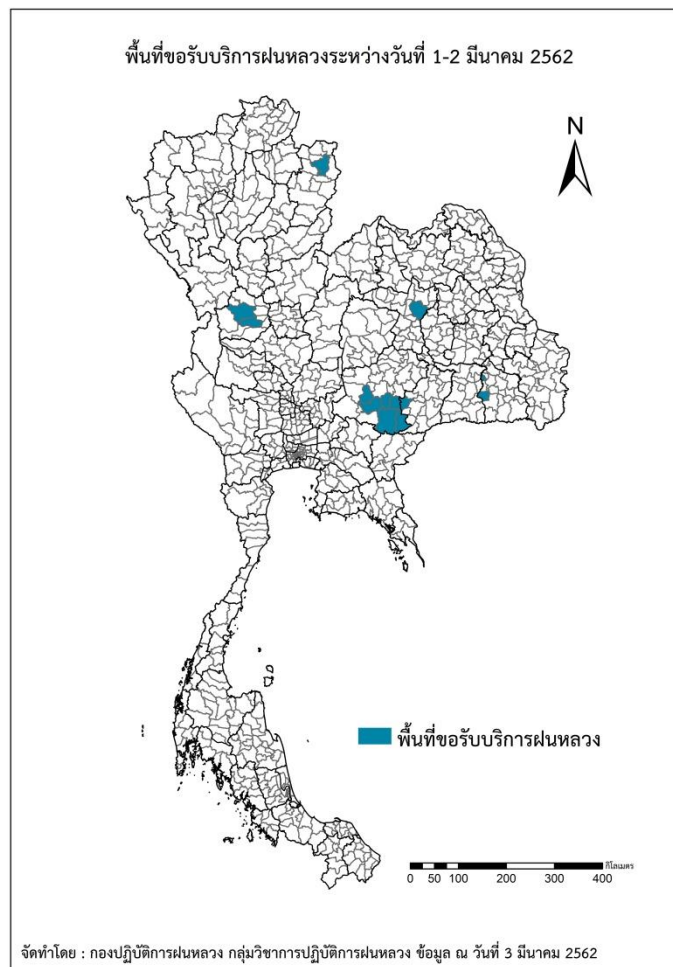 พื้นที่ขอรับบริการฝนหลวงระหว่างวันที่ 1-2 มีนาคม 2562
N
พื้นที่ขอรับบริการฝนหลวง
กิโลเมตร
0 50 100 200 300 400
จัดทำโดย : กองปฏิบัติการฝนหลวง กลุ่มวิชาการปฏิบัติการฝนหลวง ข้อมูล ณ วันที่ 3 มีนาคม 2562